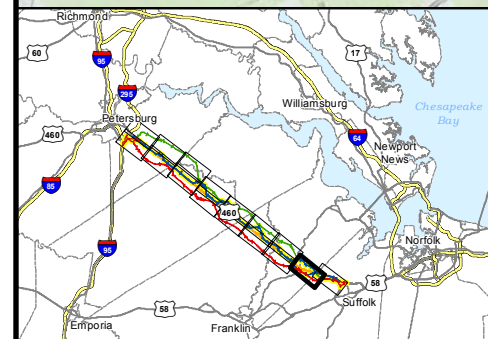 Richmond
60
95
17
295
Williamsburg
Chesapeake
Bay
Petersburg
460
64
Newport
News
85
460
95
Norfolk
58
Suffolk
58
Emporia
Franklin